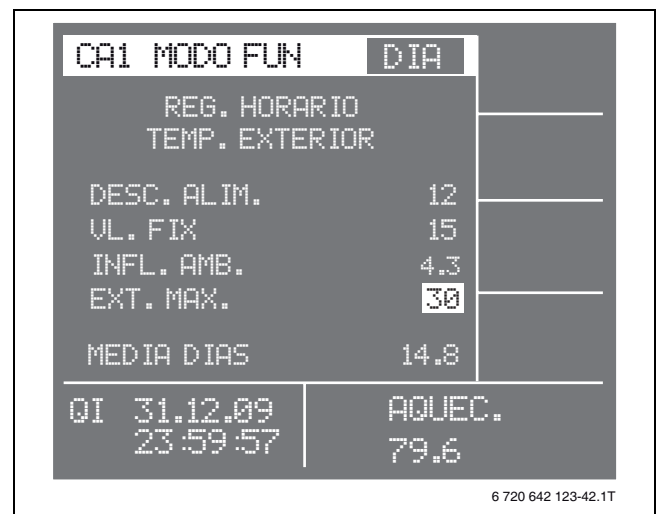 CA1 MODO FUN DIA
REG. HORARIO
TEMP. EXTERIOR
DESC. ALIM. 12
VL. FIX 15
INFL. AMB. 4.3
EXT. MAX. 30
MEDIA DIAS 14.8
QI 31.12.09 AQUEC.
23:59:57 79.6
6 720 642 123-42.1T